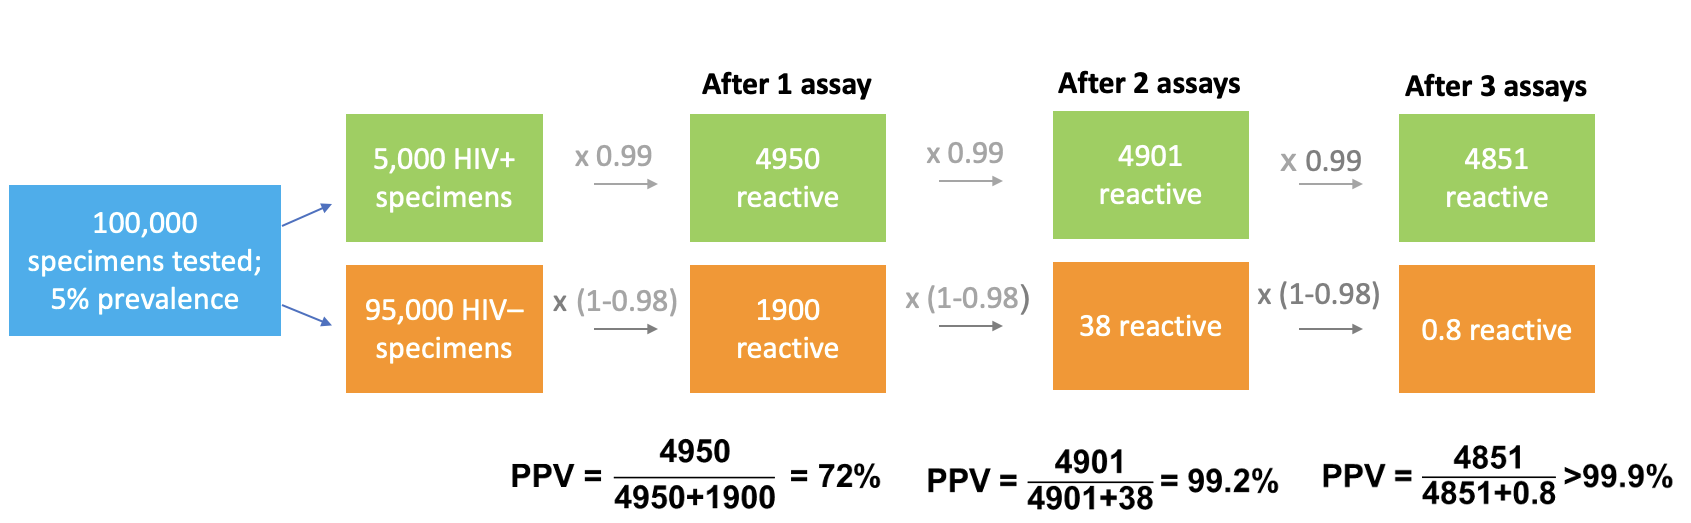 After 1 assay
After 2 assays
After 3 assays
100,000
specimens tested;
5% prevalence
5,000 HIV+
specimens
x 0.99
4950
reactive
x 0.99
4901
reactive
x 0.99
4851
reactive
95,000 HIV–
specimens
x (1-0.98)
1900
reactive
x (1-0.98)
38 reactive
x (1-0.98)
0.8 reactive
PPV = 4950 / 4950+1900 = 72%
PPV = 4901 / 4901+38 = 99.2%
PPV = 4851 / 4851+0.8 >99.9%